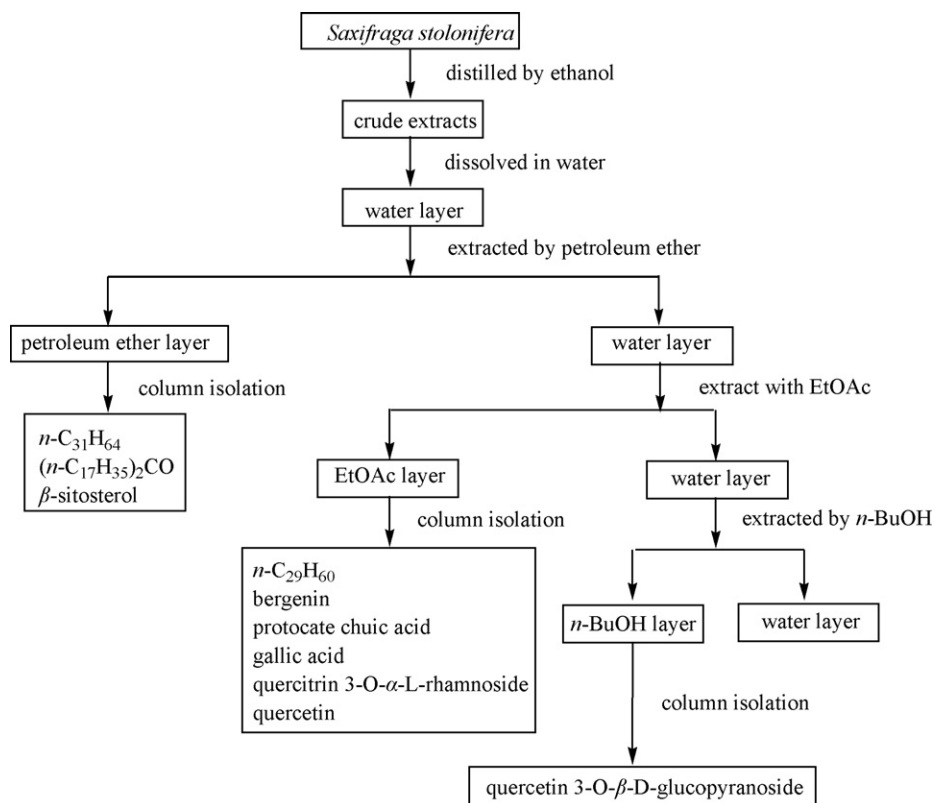 Saxifraga stolonifera
distilled by ethanol
crude extracts
dissolved in water
water layer
extracted by petroleum ether
petroleum ether layer
water layer
column isolation
extract with EtOAc
n-C₃₁H₆₄
(n-C₁₇H₃₅)₂CO
β-sitosterol
EtOAc layer
water layer
column isolation
extracted by n-BuOH
n-C₂₉H₆₀
bergenin
protocate chuic acid
gallic acid
quercitrin 3-O-α-L-rhamnoside
quercetin
n-BuOH layer
water layer
column isolation
quercetin 3-O-β-D-glucopyranoside